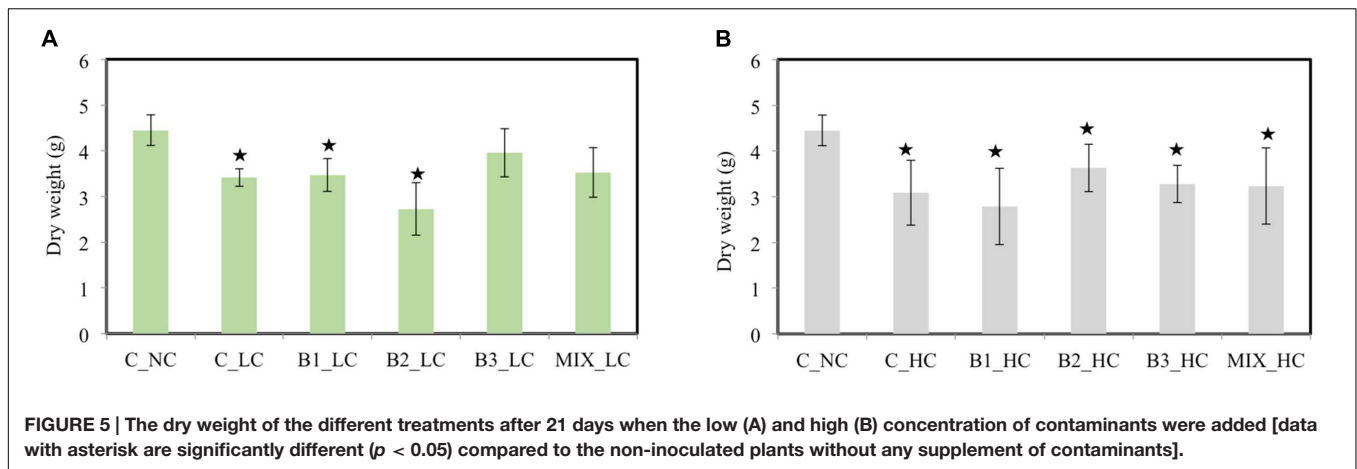 A
B
6
5
4
3
2
1
0
Dry weight (g)
★
★
★
C_NC
C_LC
B1_LC
B2_LC
B3_LC
MIX_LC
6
5
4
3
2
1
0
Dry weight (g)
★
★
★
★
★
C_NC
C_HC
B1_HC
B2_HC
B3_HC
MIX_HC
FIGURE 5 | The dry weight of the different treatments after 21 days when the low (A) and high (B) concentration of contaminants were added [data
with asterisk are significantly different (p < 0.05) compared to the non-inoculated plants without any supplement of contaminants].